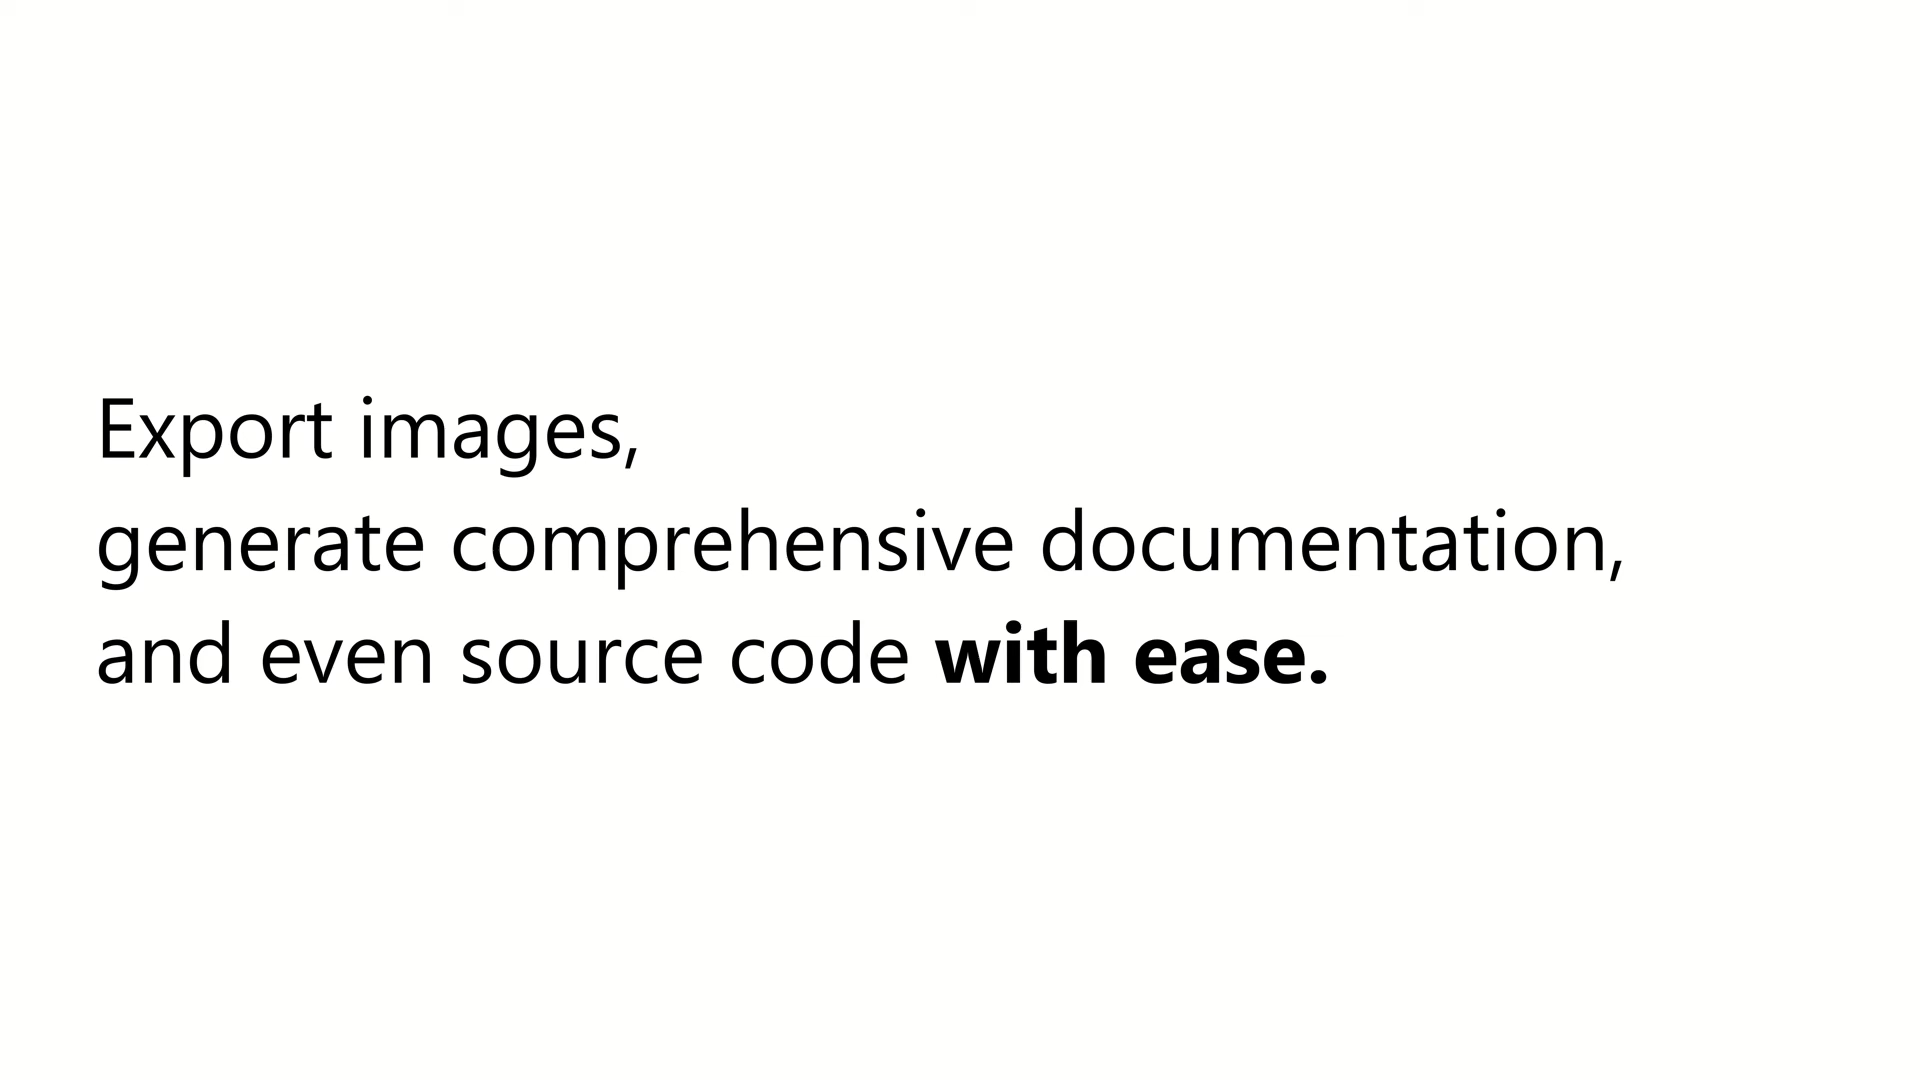 Export images,
generate comprehensive documentation,
and even source code with ease.